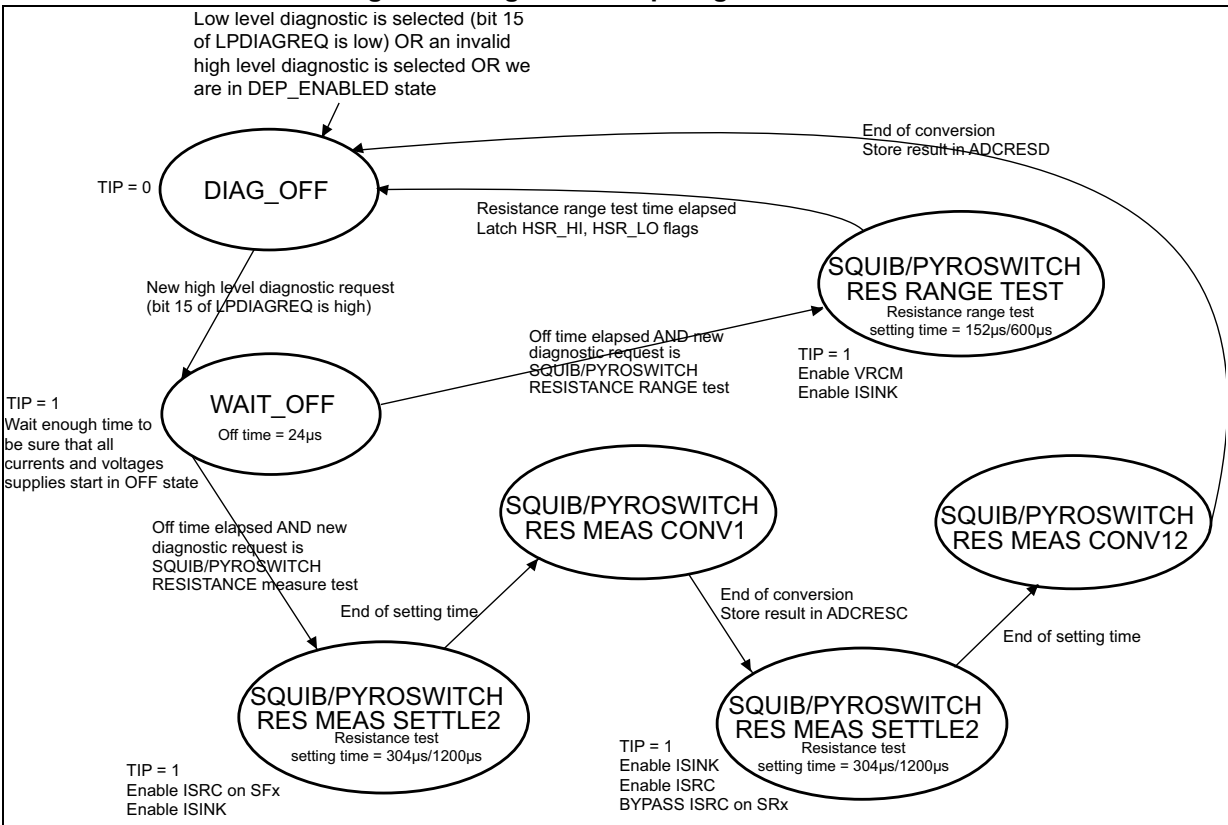 Low level diagnostic is selected (bit 15
of LPDIAGREQ is low) OR an invalid
high level diagnostic is selected OR we
are in DEP_ENABLED state
End of conversion
Store result in ADCRESD
TIP = 0
DIAG_OFF
Resistance range test time elapsed
Latch HSR_HI, HSR_LO flags
SQUIB/PYROSWITCH
RES RANGE TEST
Resistance range test
setting time = 152µs/600µs
New high level diagnostic request
(bit 15 of LPDIAGREQ is high)
Off time elapsed AND new
diagnostic request is
SQUIB/PYROSWITCH
RESISTANCE RANGE test
TIP = 1
Enable VRCM
Enable ISINK
TIP = 1
Wait enough time to
be sure that all
currents and voltages
supplies start in OFF state
WAIT_OFF
Off time = 24µs
SQUIB/PYROSWITCH
RES MEAS CONV1
SQUIB/PYROSWITCH
RES MEAS CONV12
Off time elapsed AND new
diagnostic request is
SQUIB/PYROSWITCH
RESISTANCE measure test
End of setting time
End of conversion
Store result in ADCRESC
End of setting time
SQUIB/PYROSWITCH
RES MEAS SETTLE2
Resistance test
setting time = 304µs/1200µs
TIP = 1
Enable ISRC on SFx
Enable ISINK
SQUIB/PYROSWITCH
RES MEAS SETTLE2
Resistance test
setting time = 304µs/1200µs
TIP = 1
Enable ISINK
Enable ISRC
BYPASS ISRC on SRx